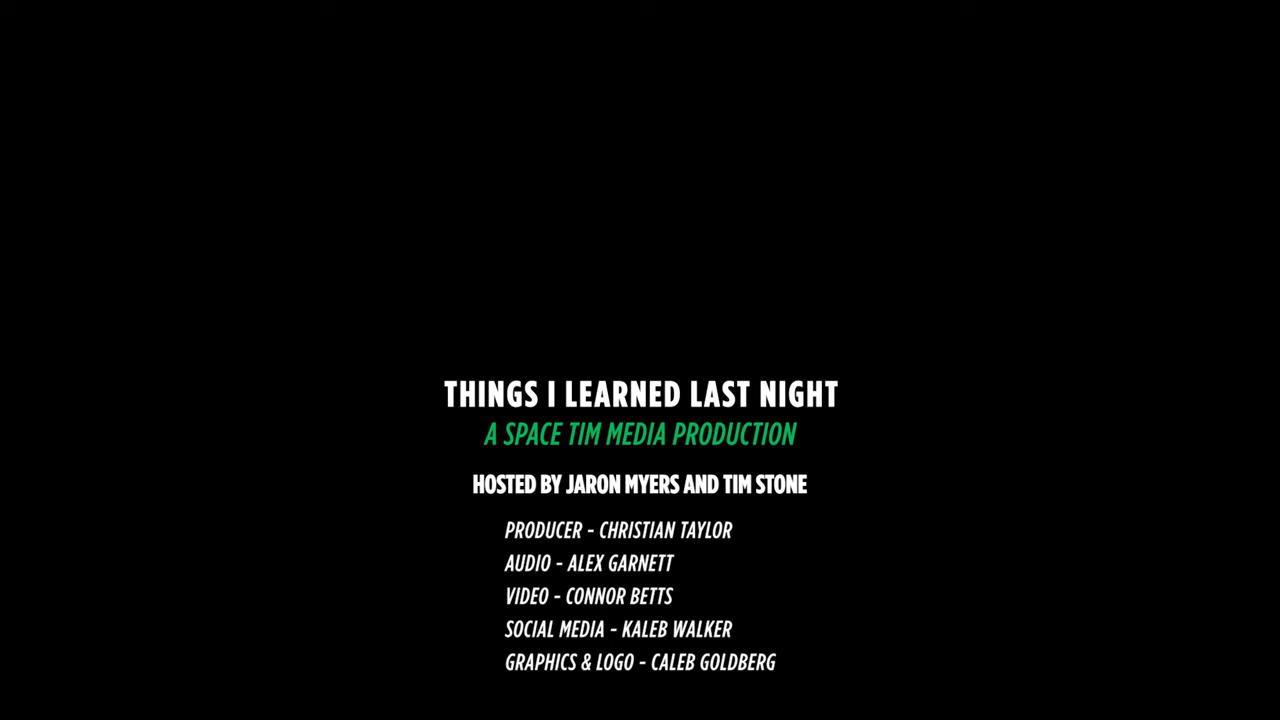 THINGS I LEARNED LAST NIGHT
A SPACE TIM MEDIA PRODUCTION
HOSTED BY JARON MYERS AND TIM STONE
PRODUCER - CHRISTIAN TAYLOR
AUDIO - ALEX GARNETT
VIDEO - CONNOR BETTS
SOCIAL MEDIA - KALEB WALKER
GRAPHICS & LOGO - CALEB GOLDBERG